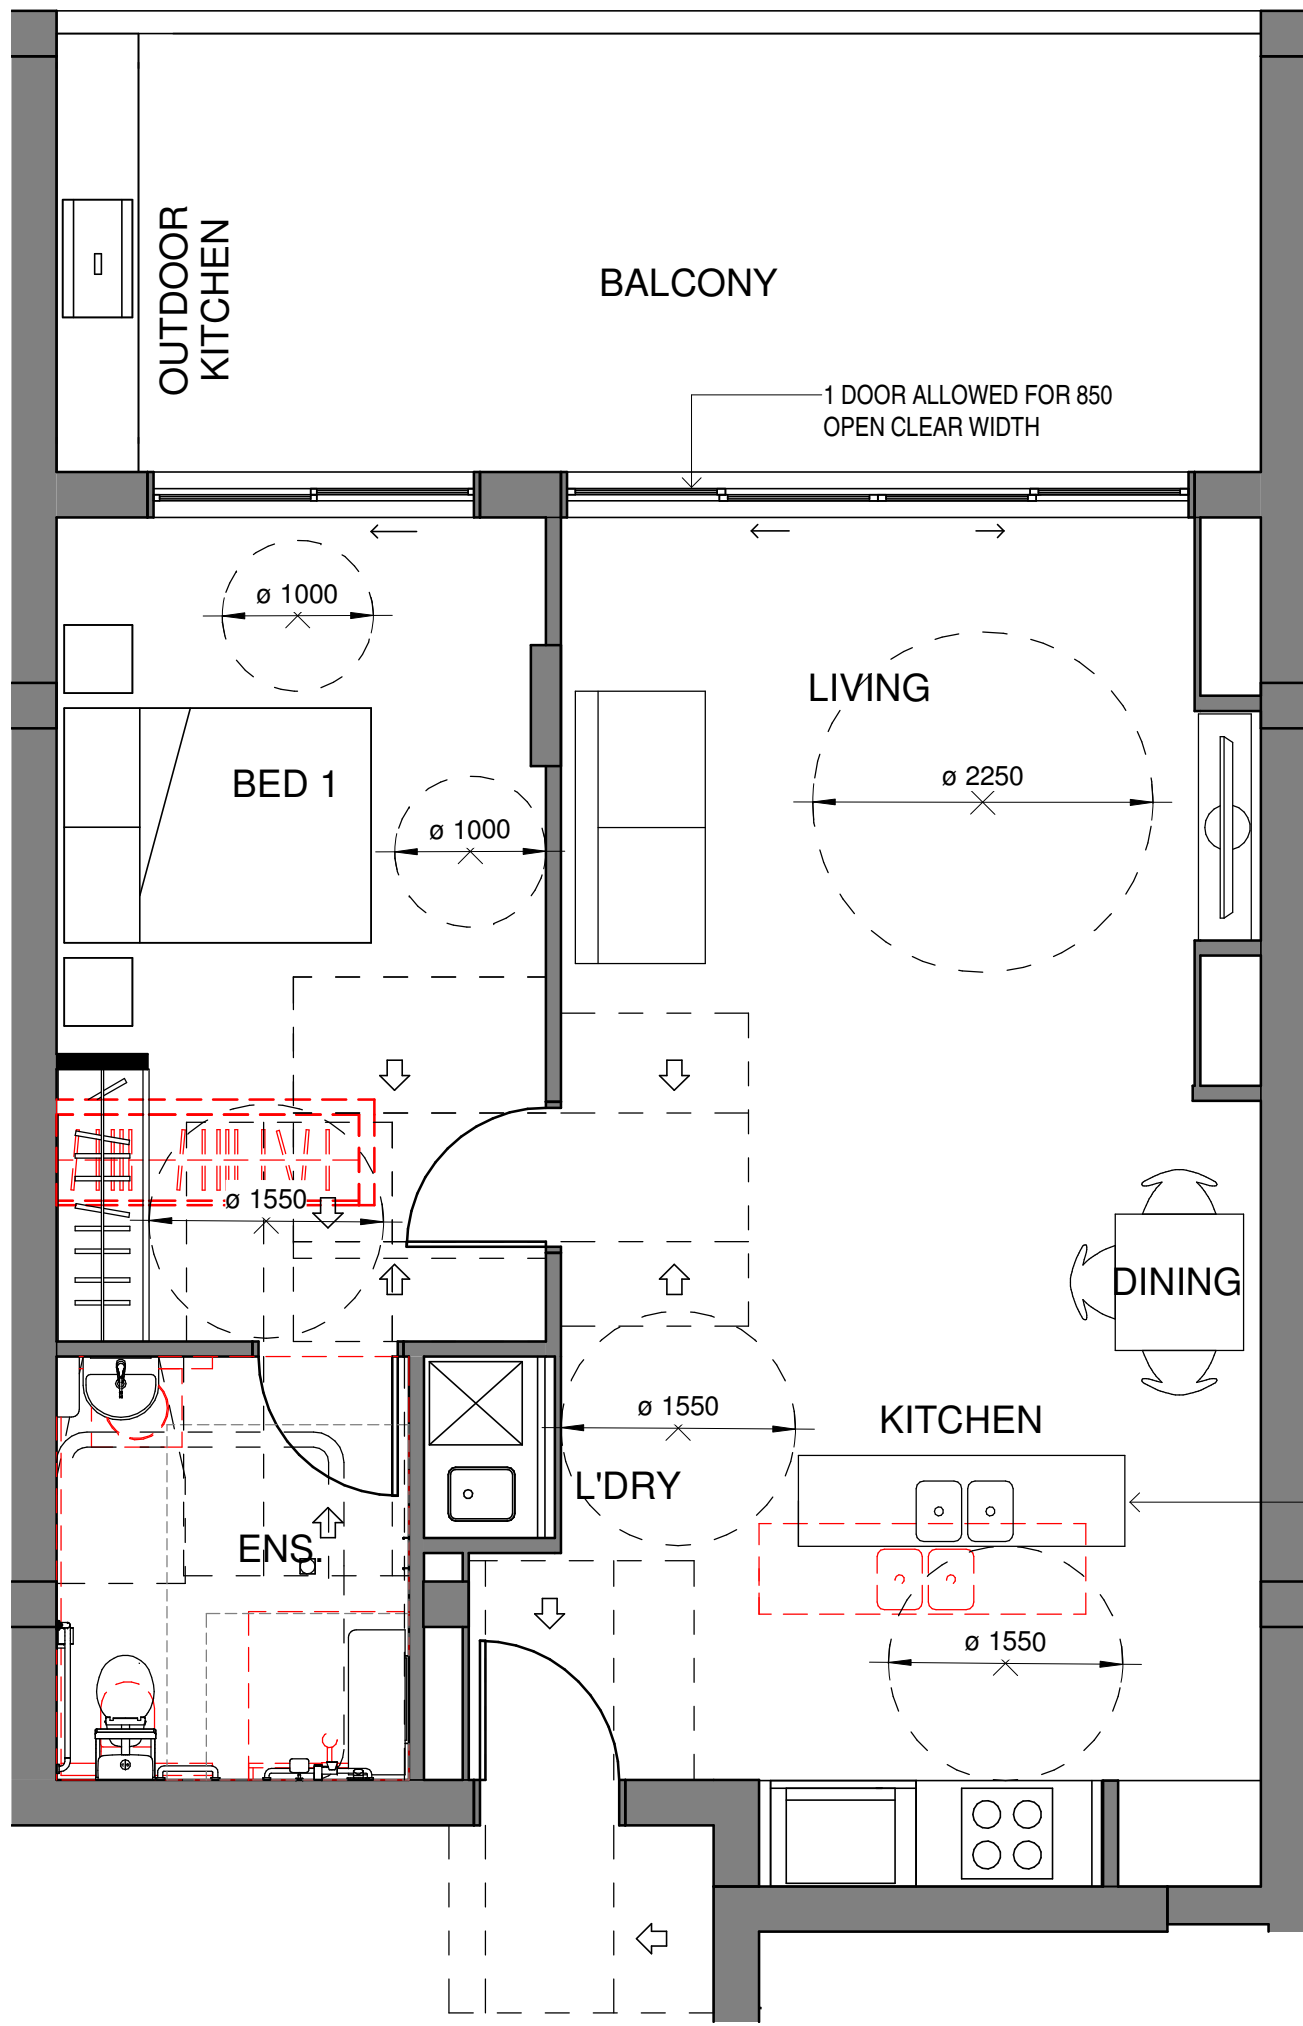 OUTDOOR
KITCHEN
BALCONY
1 DOOR ALLOWED FOR 850
OPEN CLEAR WIDTH
ø 1000
LIVING
ø 2250
BED 1
ø 1000
ø 1550
DINING
ø 1550
KITCHEN
L'DRY
ENS.
ø 1550